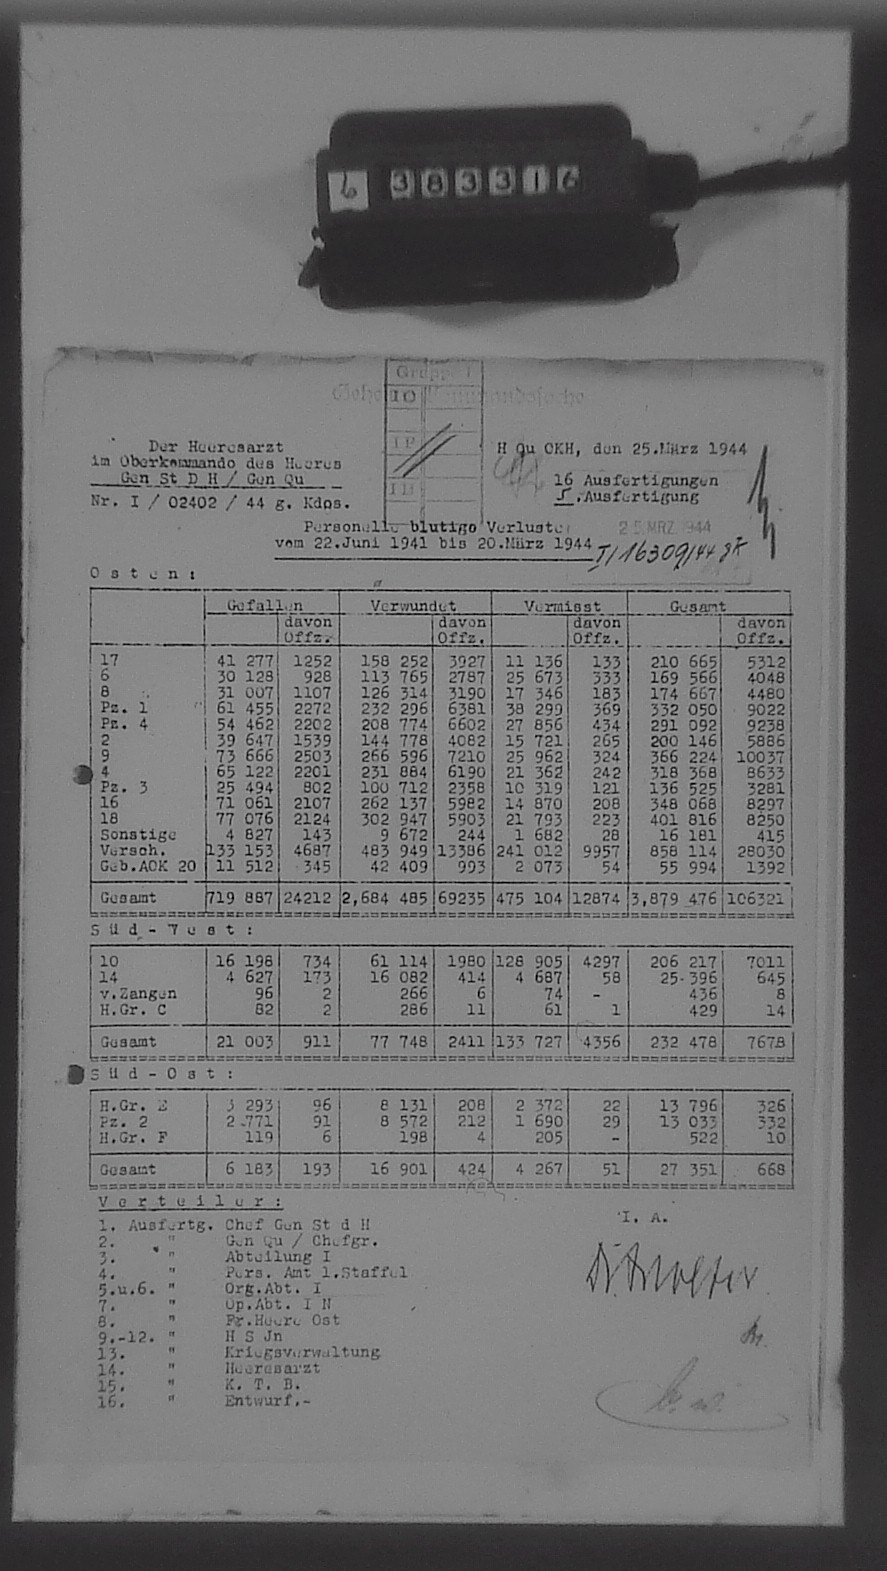 6 383316
Gruppe I
Geheime Kommandosache
I O
I P
Der Heeresarzt
im Oberkommando des Heeres
Gen St D H / Gen Qu
Nr. I / 02402 / 44 g. Kdos.
H Qu OKH, den 25.März 1944
16 Ausfertigungen
5.Ausfertigung
Personelle blutige Verluste
vom 22.Juni 1941 bis 20.März 1944
25.MRZ.1944
I/16309/44 gK
O s t e n :
Gefallen Verwundet Vermisst Gesamt
davon davon davon davon
Offz. Offz. Offz. Offz.
17 41 277 1252 158 252 3927 11 136 133 210 665 5312
6 30 128 928 113 765 2787 25 673 333 169 566 4048
8 31 007 1107 126 314 3190 17 346 183 174 667 4480
Pz. 1 61 455 2272 232 296 6381 38 299 369 332 050 9022
Pz. 4 54 462 2202 208 774 6602 27 856 434 291 092 9238
2 39 647 1539 144 778 4082 15 721 265 200 146 5886
9 73 666 2503 266 596 7210 25 962 324 366 224 10037
4 65 122 2201 231 884 6190 21 362 242 318 368 8633
Pz. 3 25 494 802 100 712 2358 10 319 121 136 525 3281
16 71 061 2107 262 137 5982 14 870 208 348 068 8297
18 77 076 2124 302 947 5903 21 793 223 401 816 8250
Sonstige 4 827 143 9 672 244 1 682 28 16 181 415
Versch. 133 153 4687 483 949 13386 241 012 9957 858 114 28030
Geb.AOK 20 11 512 345 42 409 993 2 073 54 55 994 1392
Gesamt 719 887 24212 2,684 485 69235 475 104 12874 3,879 476 106321
S ü d - W e s t :
10 16 198 734 61 114 1980 128 905 4297 206 217 7011
14 4 627 173 16 082 414 4 687 58 25 396 645
v.Zangen 96 2 266 6 74 - 436 8
H.Gr. C 82 2 286 11 61 1 429 14
Gesamt 21 003 911 77 748 2411 133 727 4356 232 478 7678
S ü d - O s t :
H.Gr. E 3 293 96 8 131 208 2 372 22 13 796 326
Pz. 2 2 771 91 8 572 212 1 690 29 13 033 332
H.Gr. F 119 6 198 4 205 - 522 10
Gesamt 6 183 193 16 901 424 4 267 51 27 351 668
V e r t e i l e r :
1. Ausfertg. Chef Gen St d H
2. " Gen Qu / Chefgr.
3. " Abteilung I
4. " Pers. Amt 1.Staffel
5.u.6. " Org.Abt. I
7. " Op.Abt. I N
8. " Fr.Heere Ost
9.-12. " H S Jn
13. " Kriegsverwaltung
14. " Heeresarzt
15. " K. T. B.
16. " Entwurf.-
I. A.